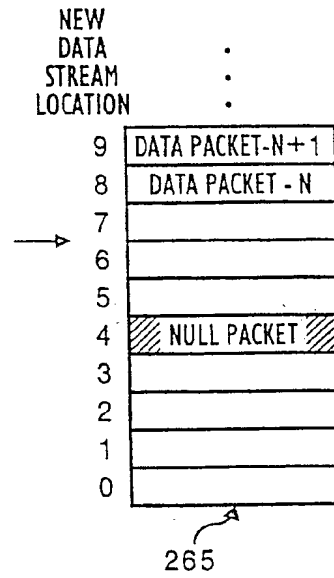 NEW
DATA
STREAM
LOCATION
9 DATA PACKET-N+1
8 DATA PACKET - N
7
6
5
4 NULL PACKET
3
2
1
0
265